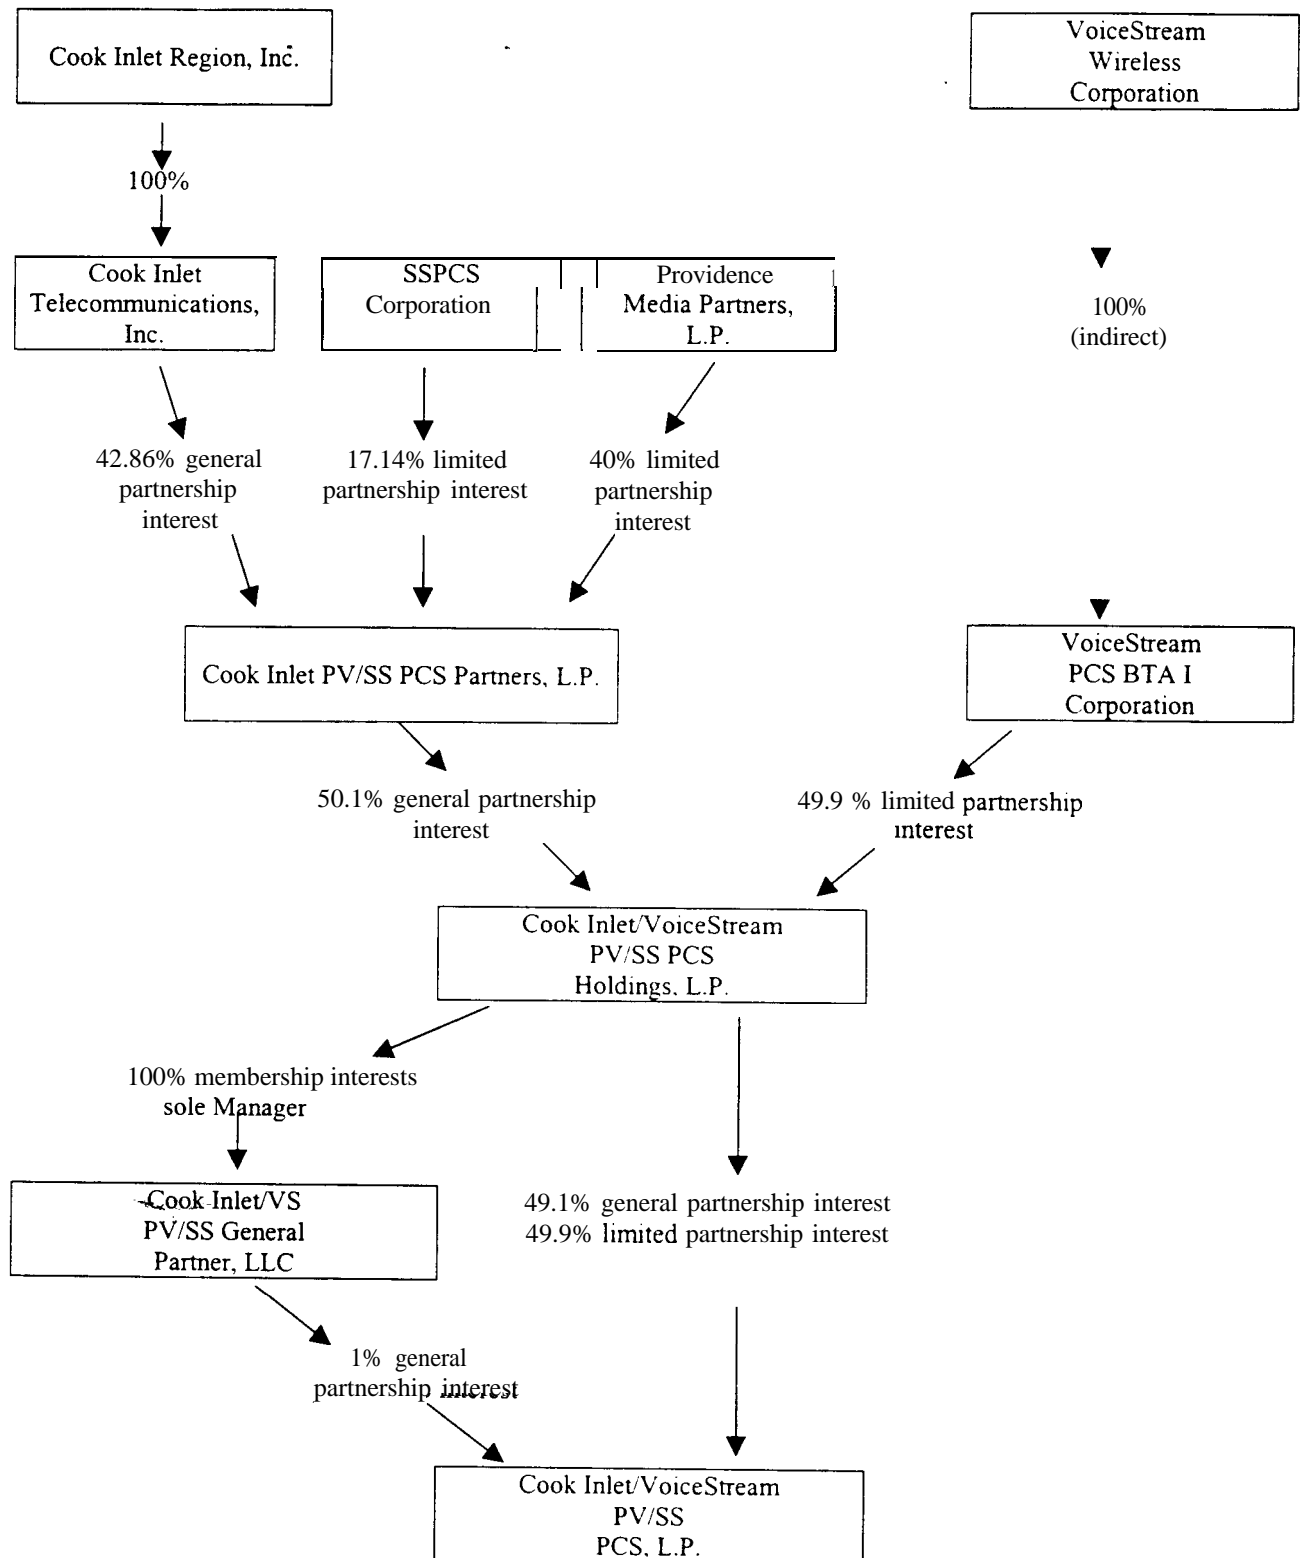 Cook Inlet Region, Inc.
VoiceStream
Wireless
Corporation
100%
Cook Inlet
Telecommunications,
Inc.
SSPCS
Corporation
Providence
Media Partners,
L.P.
100%
(indirect)
42.86% general
partnership
interest
17.14% limited
partnership interest
40% limited
partnership
interest
Cook Inlet PV/SS PCS Partners, L.P.
VoiceStream
PCS BTA I
Corporation
50.1% general partnership
interest
49.9 % limited partnership
interest
Cook Inlet/VoiceStream
PV/SS PCS
Holdings, L.P.
100% membership interests
sole Manager
Cook Inlet/VS
PV/SS General
Partner, LLC
49.1% general partnership interest
49.9% limited partnership interest
1% general
partnership interest
Cook Inlet/VoiceStream
PV/SS
PCS, L.P.